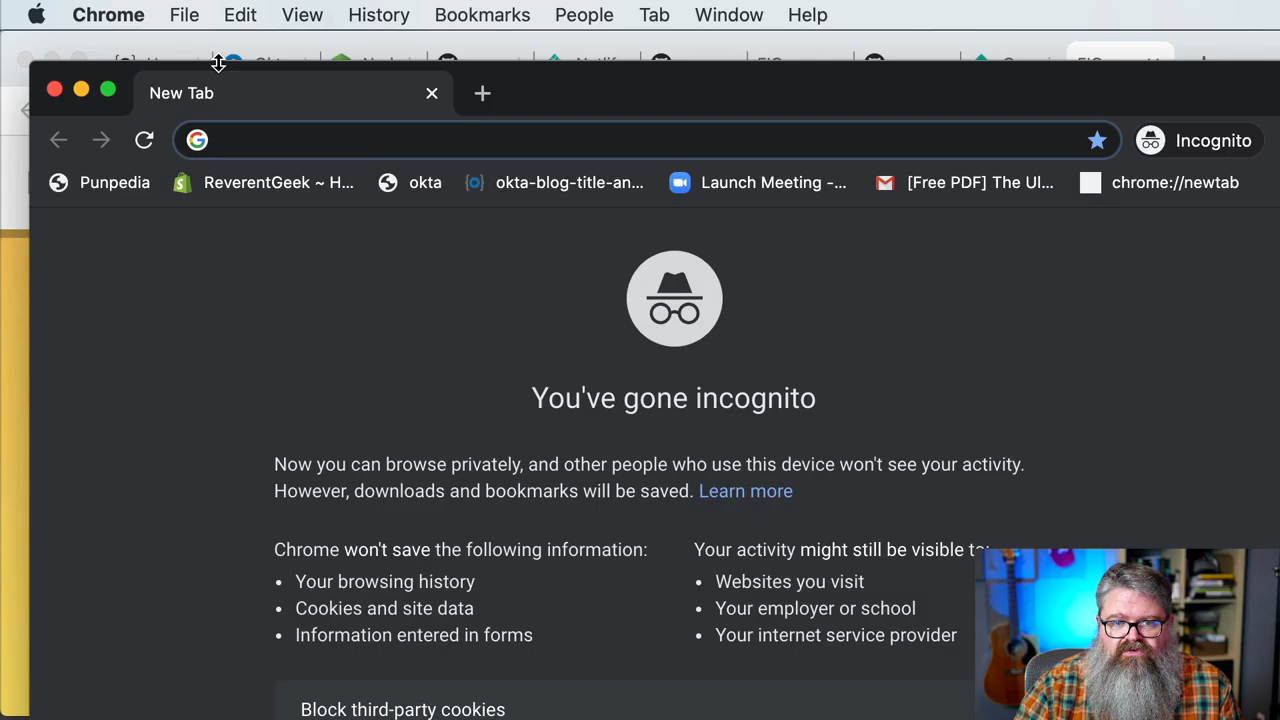 Chrome File Edit View History Bookmarks People Tab Window Help
New Tab
Incognito
Punpedia ReverentGeek ~ H... okta okta-blog-title-an... Launch Meeting -... [Free PDF] The Ul... chrome://newtab
You've gone incognito
Now you can browse privately, and other people who use this device won't see your activity.
However, downloads and bookmarks will be saved. Learn more
Chrome won't save the following information:
Your browsing history
Cookies and site data
Information entered in forms
Your activity might still be visible to:
Websites you visit
Your employer or school
Your internet service provider
Block third-party cookies